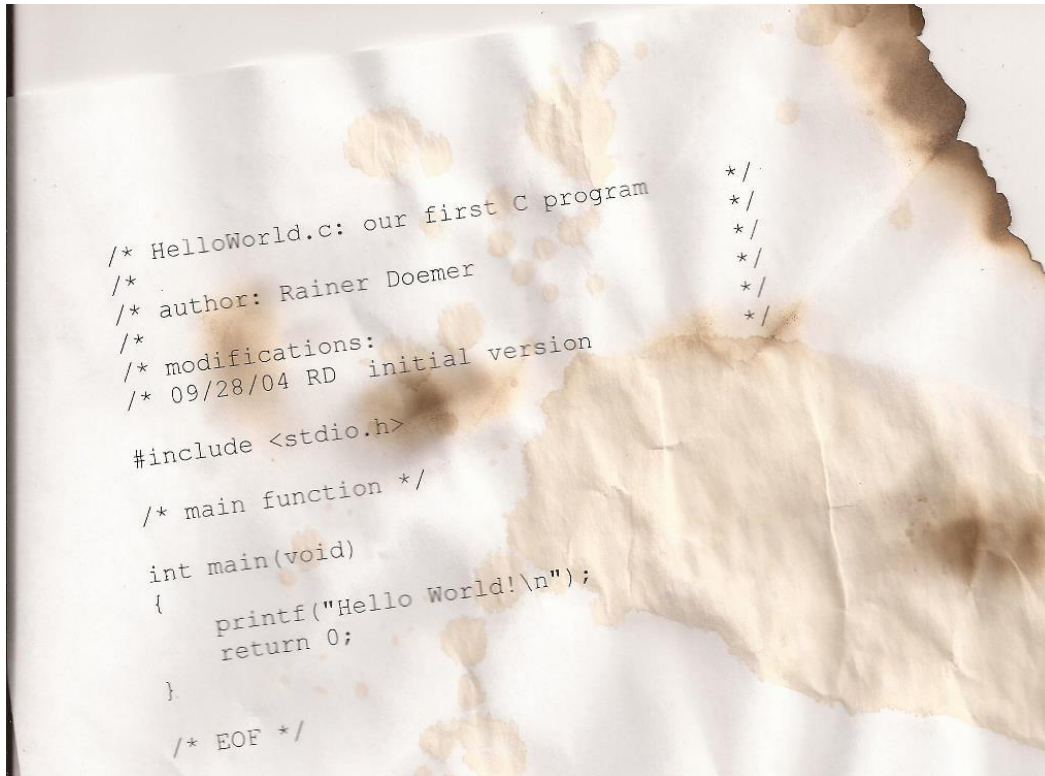 /* HelloWorld.c: our first C program */
/* */
/* author: Rainer Doemer */
/* */
/* modifications: */
/* 09/28/04 RD initial version */
#include <stdio.h>
/* main function */
int main(void)
{
printf("Hello World!\n");
return 0;
}
/* EOF */